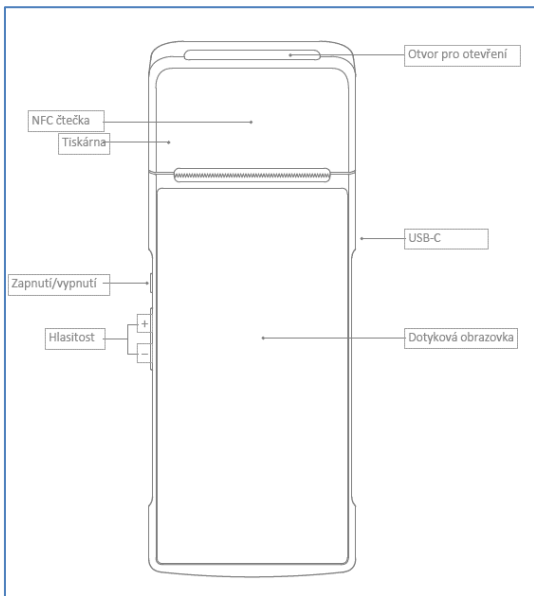 Otvor pro otevření
NFC čtečka
Tiskárna
USB-C
Zapnutí/vypnutí
+
Hlasitost
−
Dotyková obrazovka